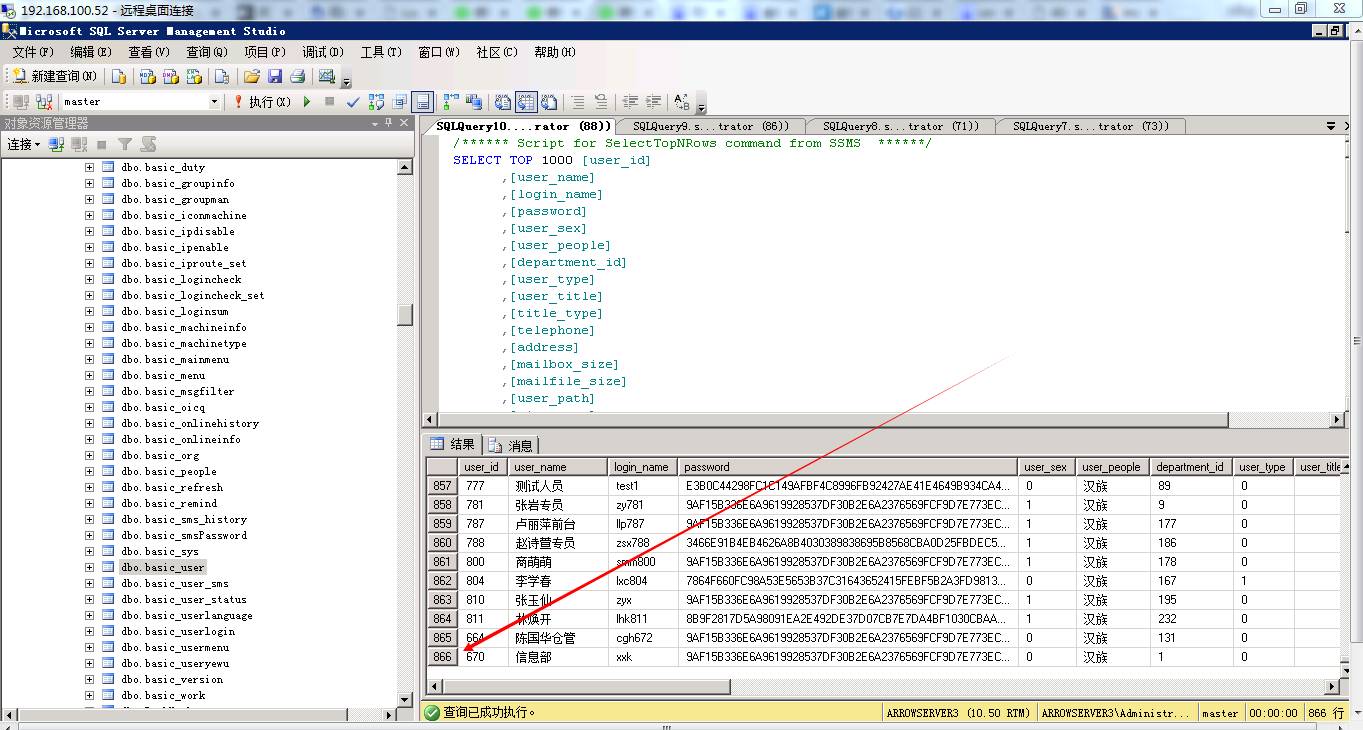 192.168.100.52 - 远程桌面连接
Microsoft SQL Server Management Studio
文件(F) 编辑(E) 查看(V) 查询(Q) 项目(P) 调试(D) 工具(T) 窗口(W) 社区(C) 帮助(H)
新建查询(N)
master 执行(X)
对象资源管理器
连接
dbo.basic_duty
dbo.basic_groupinfo
dbo.basic_groupman
dbo.basic_iconmachine
dbo.basic_ipdisable
dbo.basic_ipenable
dbo.basic_iproute_set
dbo.basic_logincheck
dbo.basic_logincheck_set
dbo.basic_loginsum
dbo.basic_machineinfo
dbo.basic_machinetype
dbo.basic_mainmenu
dbo.basic_menu
dbo.basic_msgfilter
dbo.basic_oicq
dbo.basic_onlinehistory
dbo.basic_onlineinfo
dbo.basic_org
dbo.basic_people
dbo.basic_refresh
dbo.basic_remind
dbo.basic_sms_history
dbo.basic_smsPassword
dbo.basic_sys
dbo.basic_user
dbo.basic_user_sms
dbo.basic_user_status
dbo.basic_userlanguage
dbo.basic_userlogin
dbo.basic_usermenu
dbo.basic_useryewu
dbo.basic_version
dbo.basic_work
SQLQuery10....rator (88)) SQLQuery9.s...trator (86)) SQLQuery8.s...trator (71)) SQLQuery7.s...trator (73))
/****** Script for SelectTopNRows command from SSMS ******/
SELECT TOP 1000 [user_id]
,[user_name]
,[login_name]
,[password]
,[user_sex]
,[user_people]
,[department_id]
,[user_type]
,[user_title]
,[title_type]
,[telephone]
,[address]
,[mailbox_size]
,[mailfile_size]
,[user_path]
结果 消息
user_id user_name login_name password user_sex user_people department_id user_type user_title
857 777 测试人员 test1 E3B0C44298FC1C149AFBF4C8996FB92427AE41E4649B934CA4... 0 汉族 89 0
858 781 张岩专员 zy781 9AF15B336E6A9619928537DF30B2E6A2376569FCF9D7E773EC... 1 汉族 9 0
859 787 卢丽萍前台 llp787 9AF15B336E6A9619928537DF30B2E6A2376569FCF9D7E773EC... 1 汉族 177 0
860 788 赵诗萱专员 zsx788 3466E91B4EB4626A8B4030389838695B8568CBA0D25FBDEC5... 1 汉族 186 0
861 800 商萌萌 smm800 9AF15B336E6A9619928537DF30B2E6A2376569FCF9D7E773EC... 1 汉族 178 0
862 804 李学春 lxc804 7864F660FC98A53E5653B37C31643652415FEBF5B2A3FD9813... 0 汉族 167 1
863 810 张玉仙 zyx 9AF15B336E6A9619928537DF30B2E6A2376569FCF9D7E773EC... 1 汉族 195 0
864 811 林焕开 lhk811 8B9F2817D5A98091EA2E492DE37D07CB7E7DA4BF1030CBAA... 1 汉族 232 0
865 664 陈国华仓管 cgh672 9AF15B336E6A9619928537DF30B2E6A2376569FCF9D7E773EC... 0 汉族 131 0
866 670 信息部 xxk 9AF15B336E6A9619928537DF30B2E6A2376569FCF9D7E773EC... 0 汉族 1 0
查询已成功执行。 ARROWSERVER3 (10.50 RTM) ARROWSERVER3\Administr... master 00:00:00 866 行